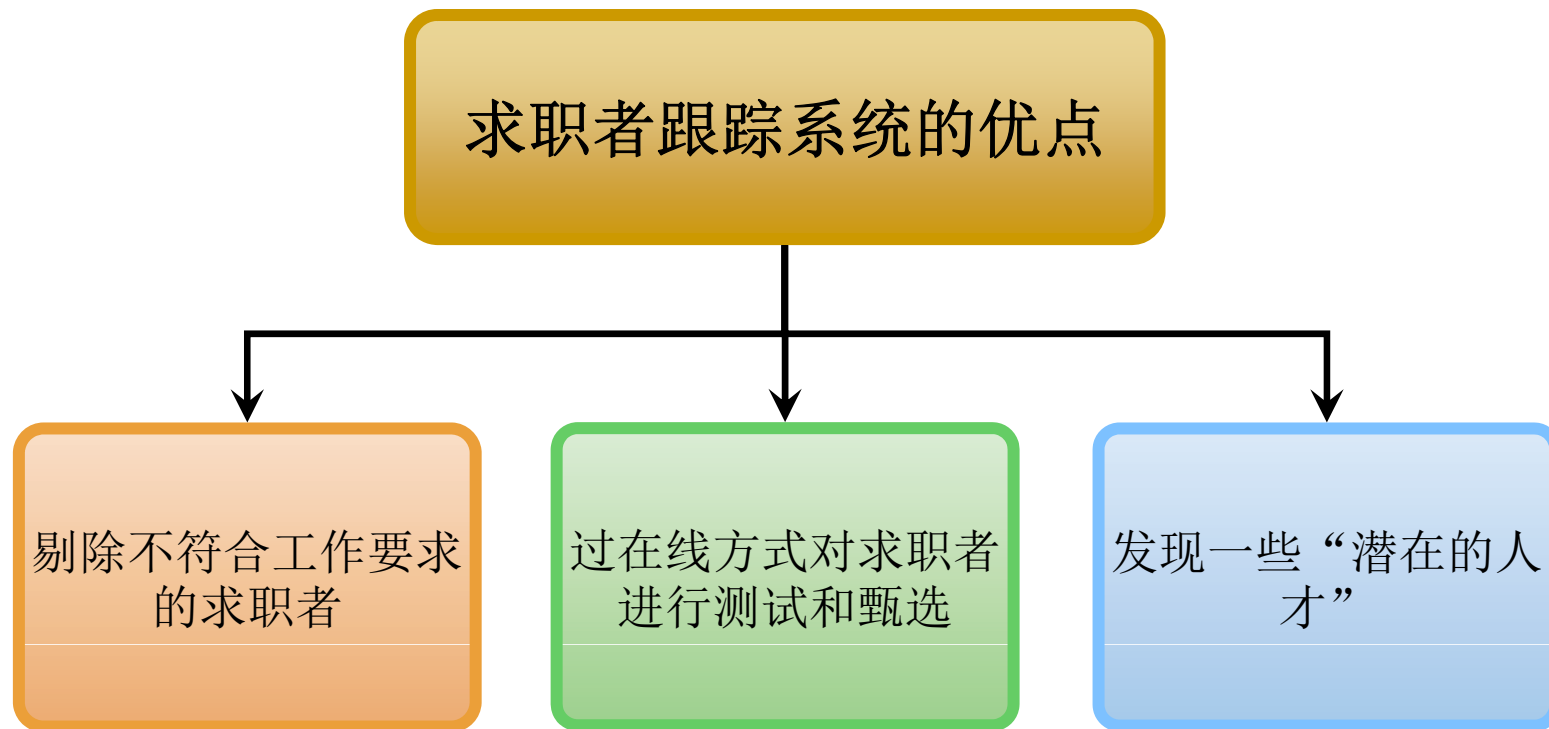 求职者跟踪系统的优点
剔除不符合工作要求
的求职者
过在线方式对求职者
进行测试和甄选
发现一些“潜在的人
才”